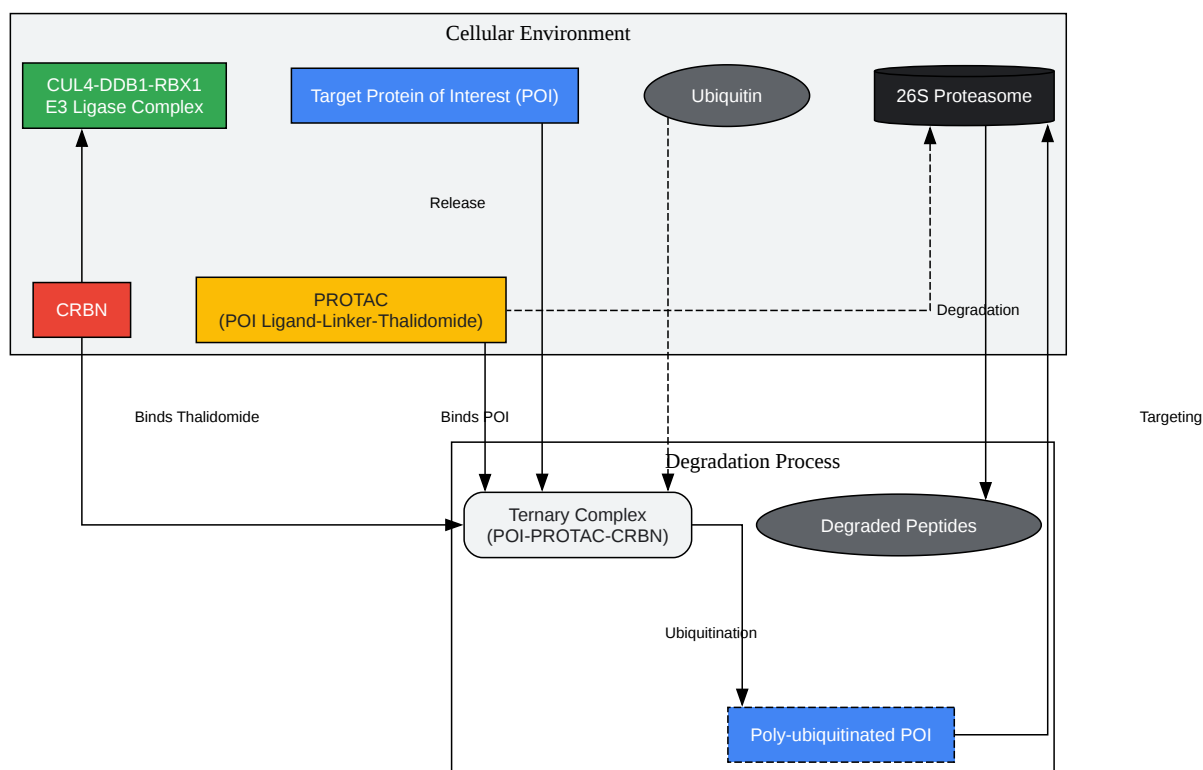 Cellular Environment
CUL4-DDB1-RBX1
E3 Ligase Complex
Target Protein of Interest (POI)
Ubiquitin
26S Proteasome
Release
CRBN
PROTAC
(POI Ligand-Linker-Thalidomide)
Degradation
Binds Thalidomide
Binds POI
Targeting
Degradation Process
Ternary Complex
(POI-PROTAC-CRBN)
Degraded Peptides
Ubiquitination
Poly-ubiquitinated POI